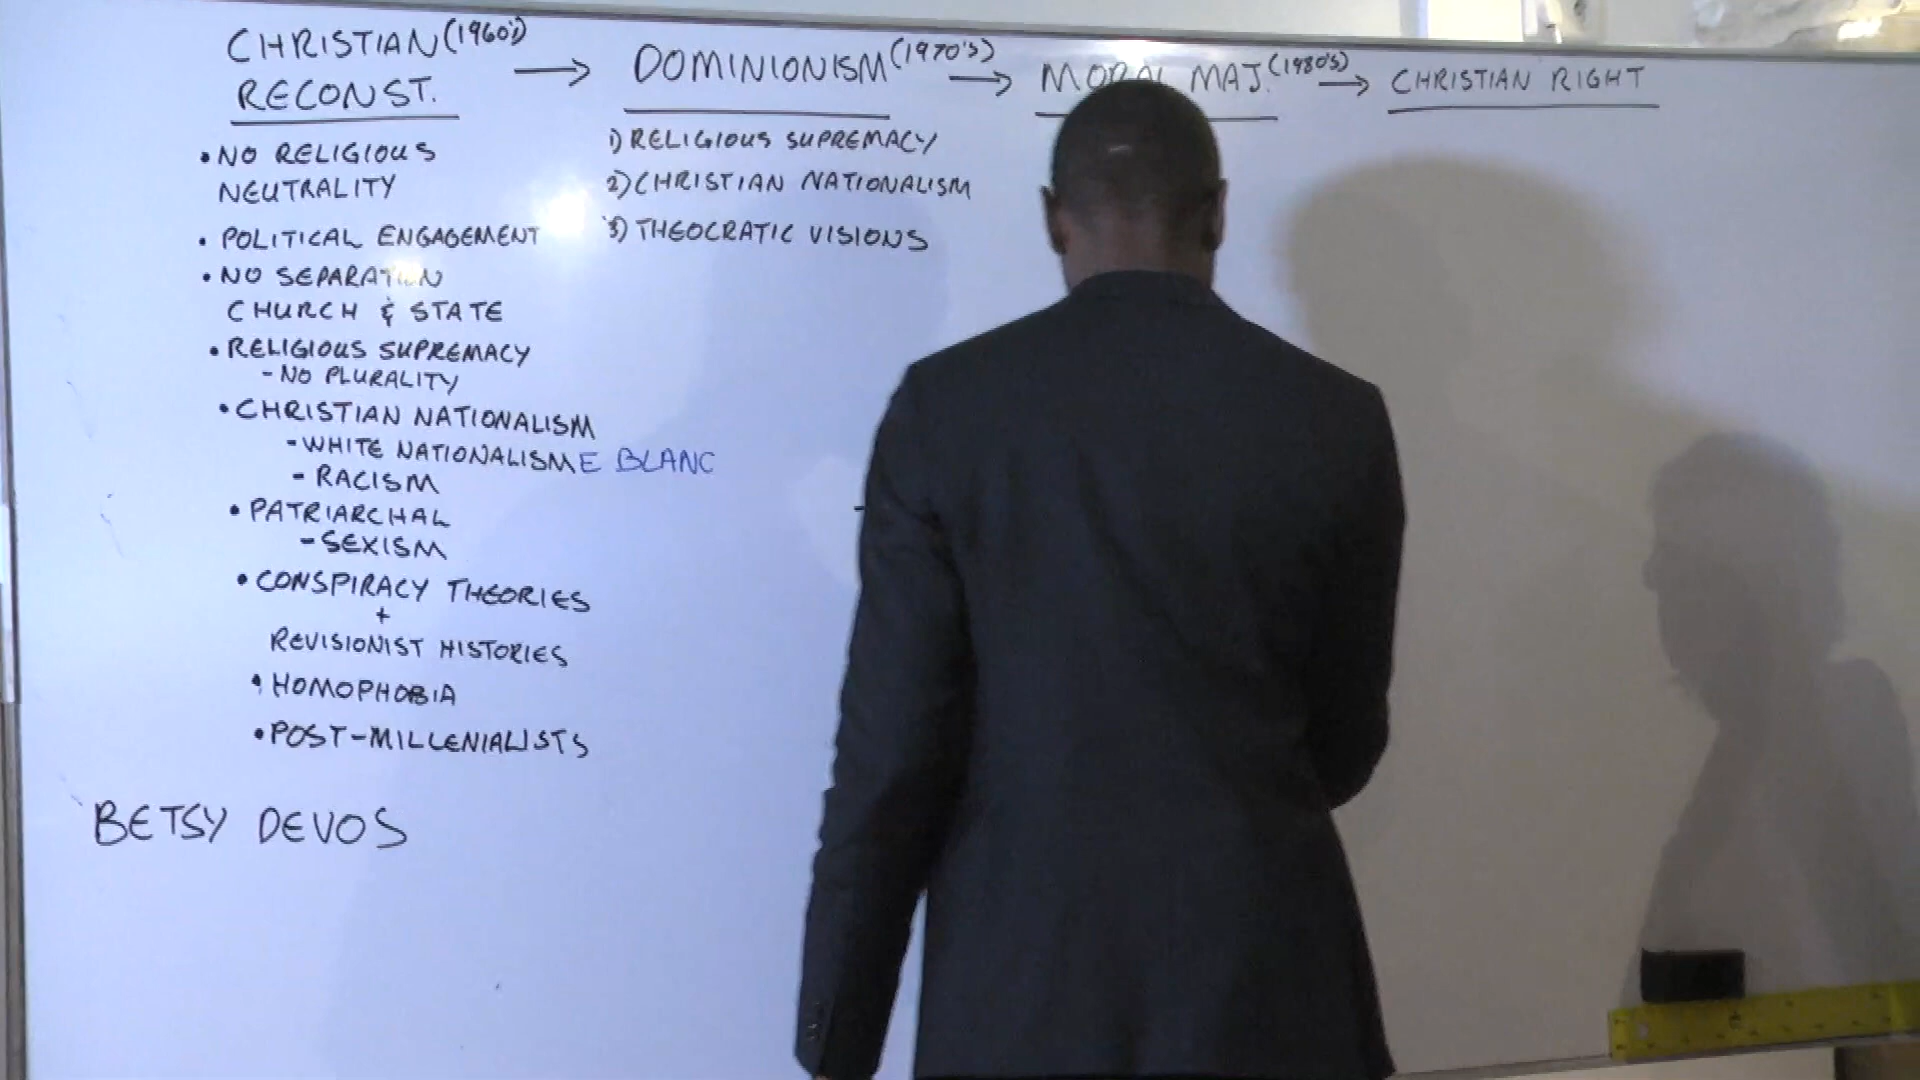 CHRISTIAN (1960's)
RECONST.
→ DOMINIONISM (1970's)
→ MORAL MAJ. (1980's)
→ CHRISTIAN RIGHT
• NO RELIGIOUS
NEUTRALITY
• POLITICAL ENGAGEMENT
• NO SEPARATION
CHURCH & STATE
• RELIGIOUS SUPREMACY
- NO PLURALITY
• CHRISTIAN NATIONALISM
- WHITE NATIONALISME BLANC
- RACISM
• PATRIARCHAL
- SEXISM
• CONSPIRACY THEORIES
+
REVISIONIST HISTORIES
• HOMOPHOBIA
• POST-MILLENIALISTS
1) RELIGIOUS SUPREMACY
2) CHRISTIAN NATIONALISM
3) THEOCRATIC VISIONS
BETSY DEVOS